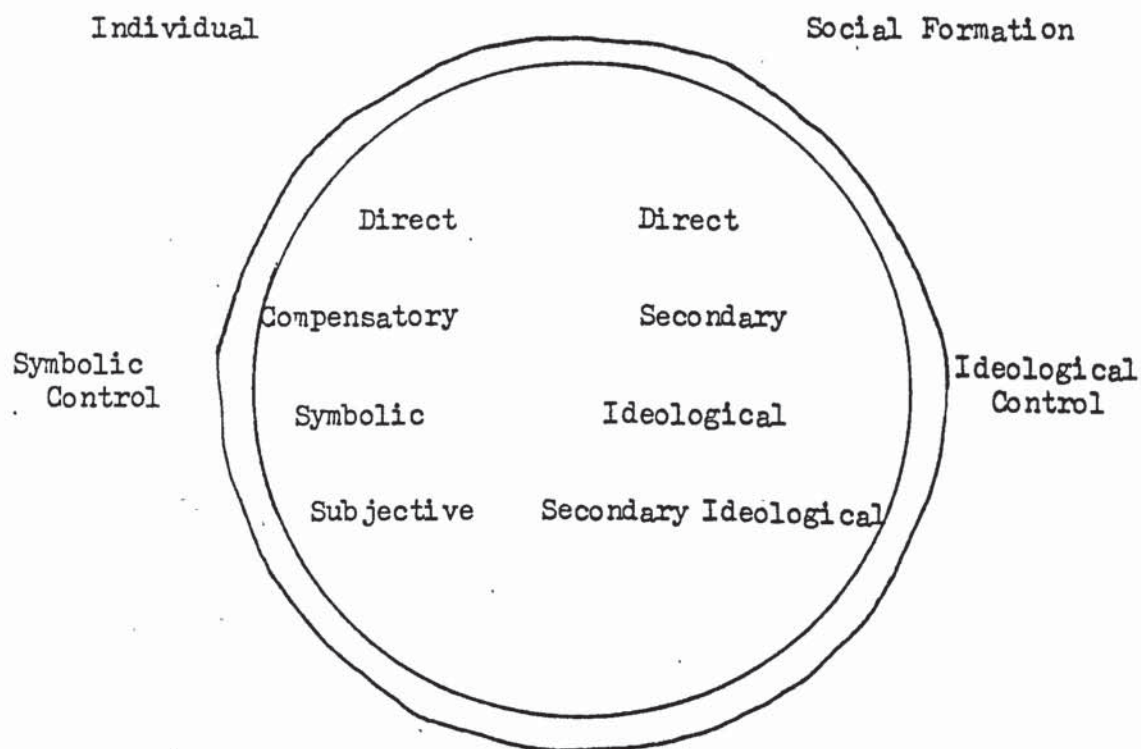 Individual Social Formation
Direct Direct
Compensatory Secondary
Symbolic Control
Ideological Control
Symbolic Ideological
Subjective Secondary Ideological